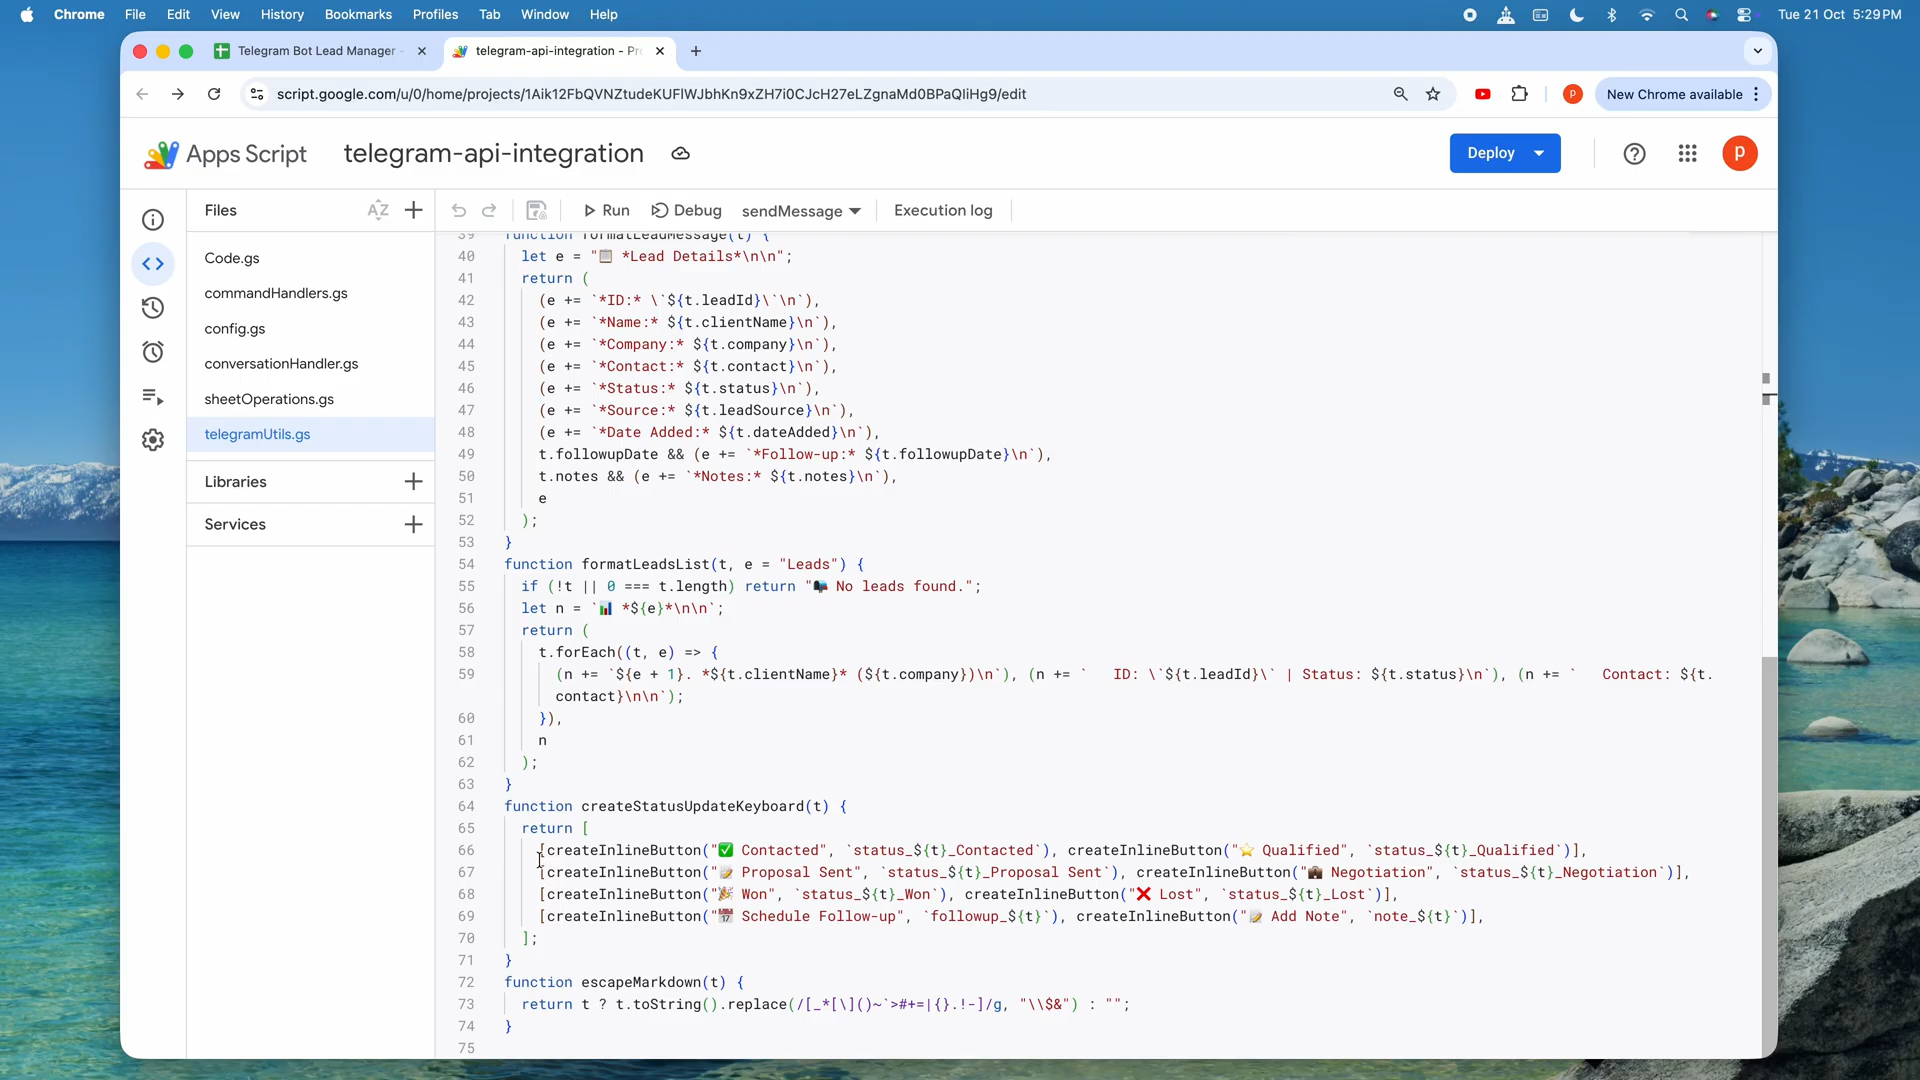 Chrome File Edit View History Bookmarks Profiles Tab Window Help Tue 21 Oct 5:29 PM
Telegram Bot Lead Manager telegram-api-integration - Pr
script.google.com/u/0/home/projects/1Aik12FbQVNZtudeKUFlWJbhKn9xZH7i0CJcH27eLZgnaMd0BPaQliHg9/edit P New Chrome available
Apps Script telegram-api-integration Deploy p
Files AZ Run Debug sendMessage Execution log
Code.gs
commandHandlers.gs
config.gs
conversationHandler.gs
sheetOperations.gs
telegramUtils.gs
Libraries
Services
39 function formatLeadMessage(t) {
40 let e = "📋 *Lead Details*\n\n";
41 return (
42 (e += `*ID:* \`${t.leadId}\`\n`),
43 (e += `*Name:* ${t.clientName}\n`),
44 (e += `*Company:* ${t.company}\n`),
45 (e += `*Contact:* ${t.contact}\n`),
46 (e += `*Status:* ${t.status}\n`),
47 (e += `*Source:* ${t.leadSource}\n`),
48 (e += `*Date Added:* ${t.dateAdded}\n`),
49 t.followupDate && (e += `*Follow-up:* ${t.followupDate}\n`),
50 t.notes && (e += `*Notes:* ${t.notes}\n`),
51 e
52 );
53 }
54 function formatLeadsList(t, e = "Leads") {
55 if (!t || 0 === t.length) return "📭 No leads found.";
56 let n = `📊 *${e}*\n\n`;
57 return (
58 t.forEach((t, e) => {
59 (n += `${e + 1}. *${t.clientName}* (${t.company})\n`), (n += `   ID: \`${t.leadId}\` | Status: ${t.status}\n`), (n += `   Contact: ${t.
contact}\n\n`);
60 }),
61 n
62 );
63 }
64 function createStatusUpdateKeyboard(t) {
65 return [
66 [createInlineButton("✅ Contacted", `status_${t}_Contacted`), createInlineButton("⭐ Qualified", `status_${t}_Qualified`)],
67 [createInlineButton("📝 Proposal Sent", `status_${t}_Proposal Sent`), createInlineButton("💼 Negotiation", `status_${t}_Negotiation`)],
68 [createInlineButton("🎉 Won", `status_${t}_Won`), createInlineButton("❌ Lost", `status_${t}_Lost`)],
69 [createInlineButton("📅 Schedule Follow-up", `followup_${t}`), createInlineButton("📝 Add Note", `note_${t}`)],
70 ];
71 }
72 function escapeMarkdown(t) {
73 return t ? t.toString().replace(/[_*[\]()~`>#+=|{}.!-]/g, "\\$&") : "";
74 }
75